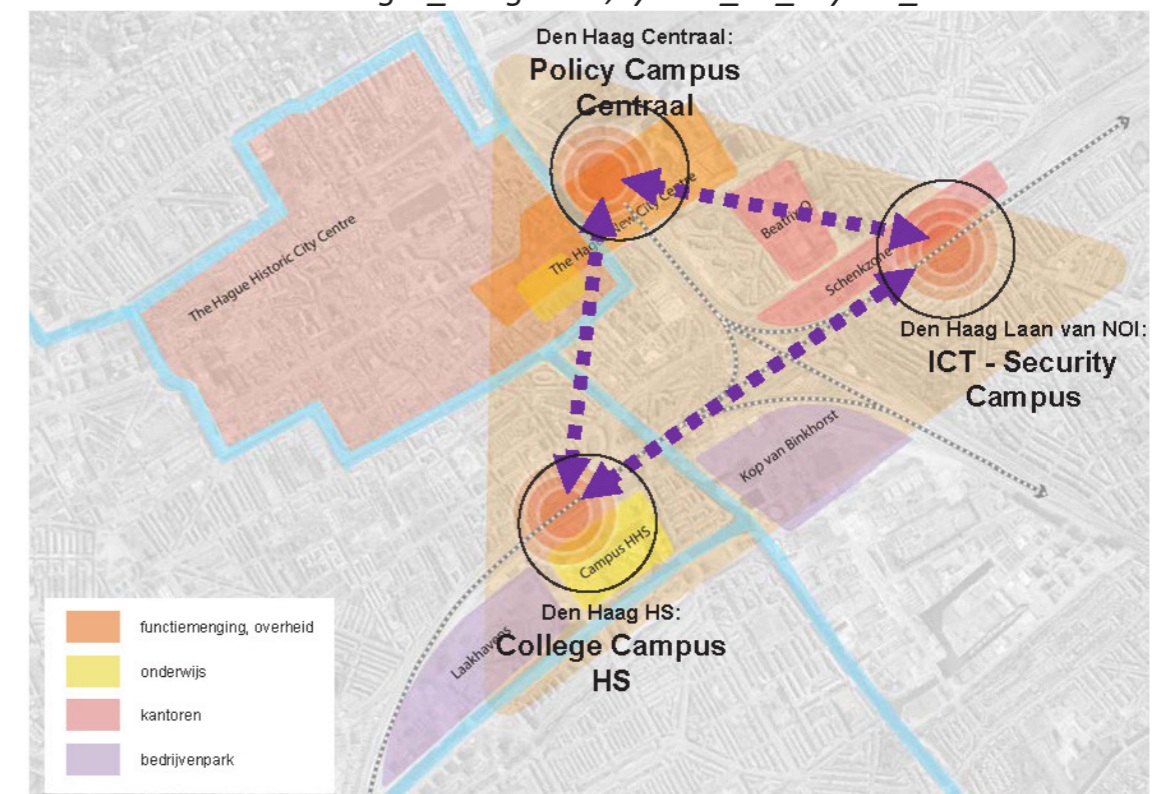 Den Haag Centraal:
Policy Campus
Centraal
The Hague New City Centre
The Hague Historic City Centre
Beatrix Q
Schenkzone
Den Haag Laan van NOI:
ICT - Security
Campus
Kop van Binkhorst
Campus HHS
Den Haag HS:
College Campus
HS
Laakhavens
functiemenging, overheid
onderwijs
kantoren
bedrijvenpark